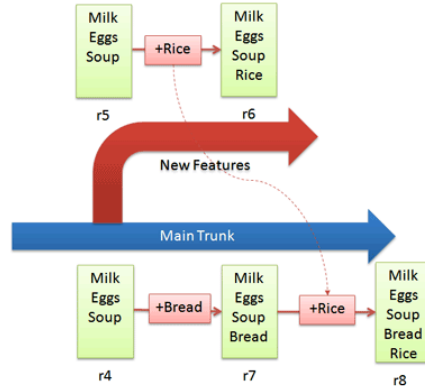 Milk
Eggs
Soup
+Rice
Milk
Eggs
Soup
Rice
r5
r6
New Features
Main Trunk
Milk
Eggs
Soup
+Bread
Milk
Eggs
Soup
Bread
+Rice
Milk
Eggs
Soup
Bread
Rice
r4
r7
r8